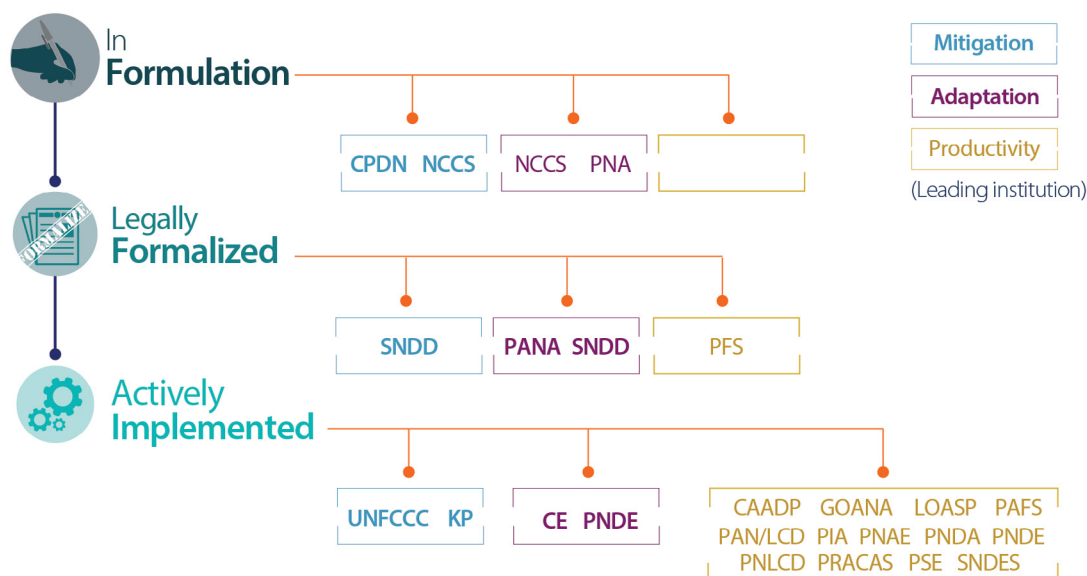 In
Formulation
Mitigation
Adaptation
Productivity
(Leading institution)
CPDN NCCS
NCCS PNA
FORMALIZE
Legally
Formalized
SNDD
PANA SNDD
PFS
Actively
Implemented
UNFCCC KP
CE PNDE
CAADP GOANA LOASP PAFS
PAN/LCD PIA PNAE PNDA PNDE
PNLCD PRACAS PSE SNDES